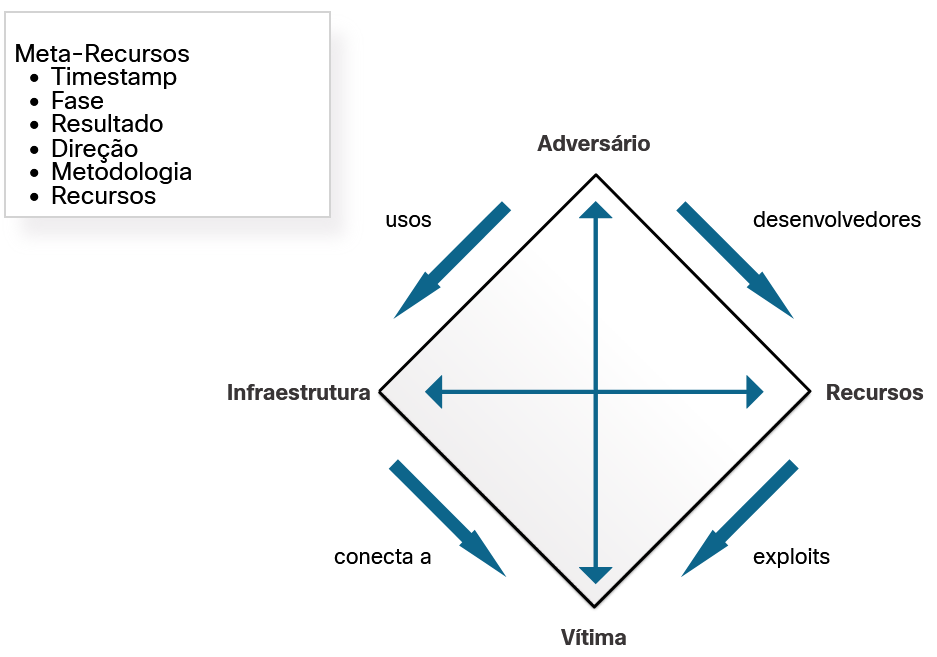 Meta-Recursos
• Timestamp
• Fase
• Resultado
• Direção
• Metodologia
• Recursos
Adversário
usos
desenvolvedores
Infraestrutura
Recursos
conecta a
exploits
Vítima